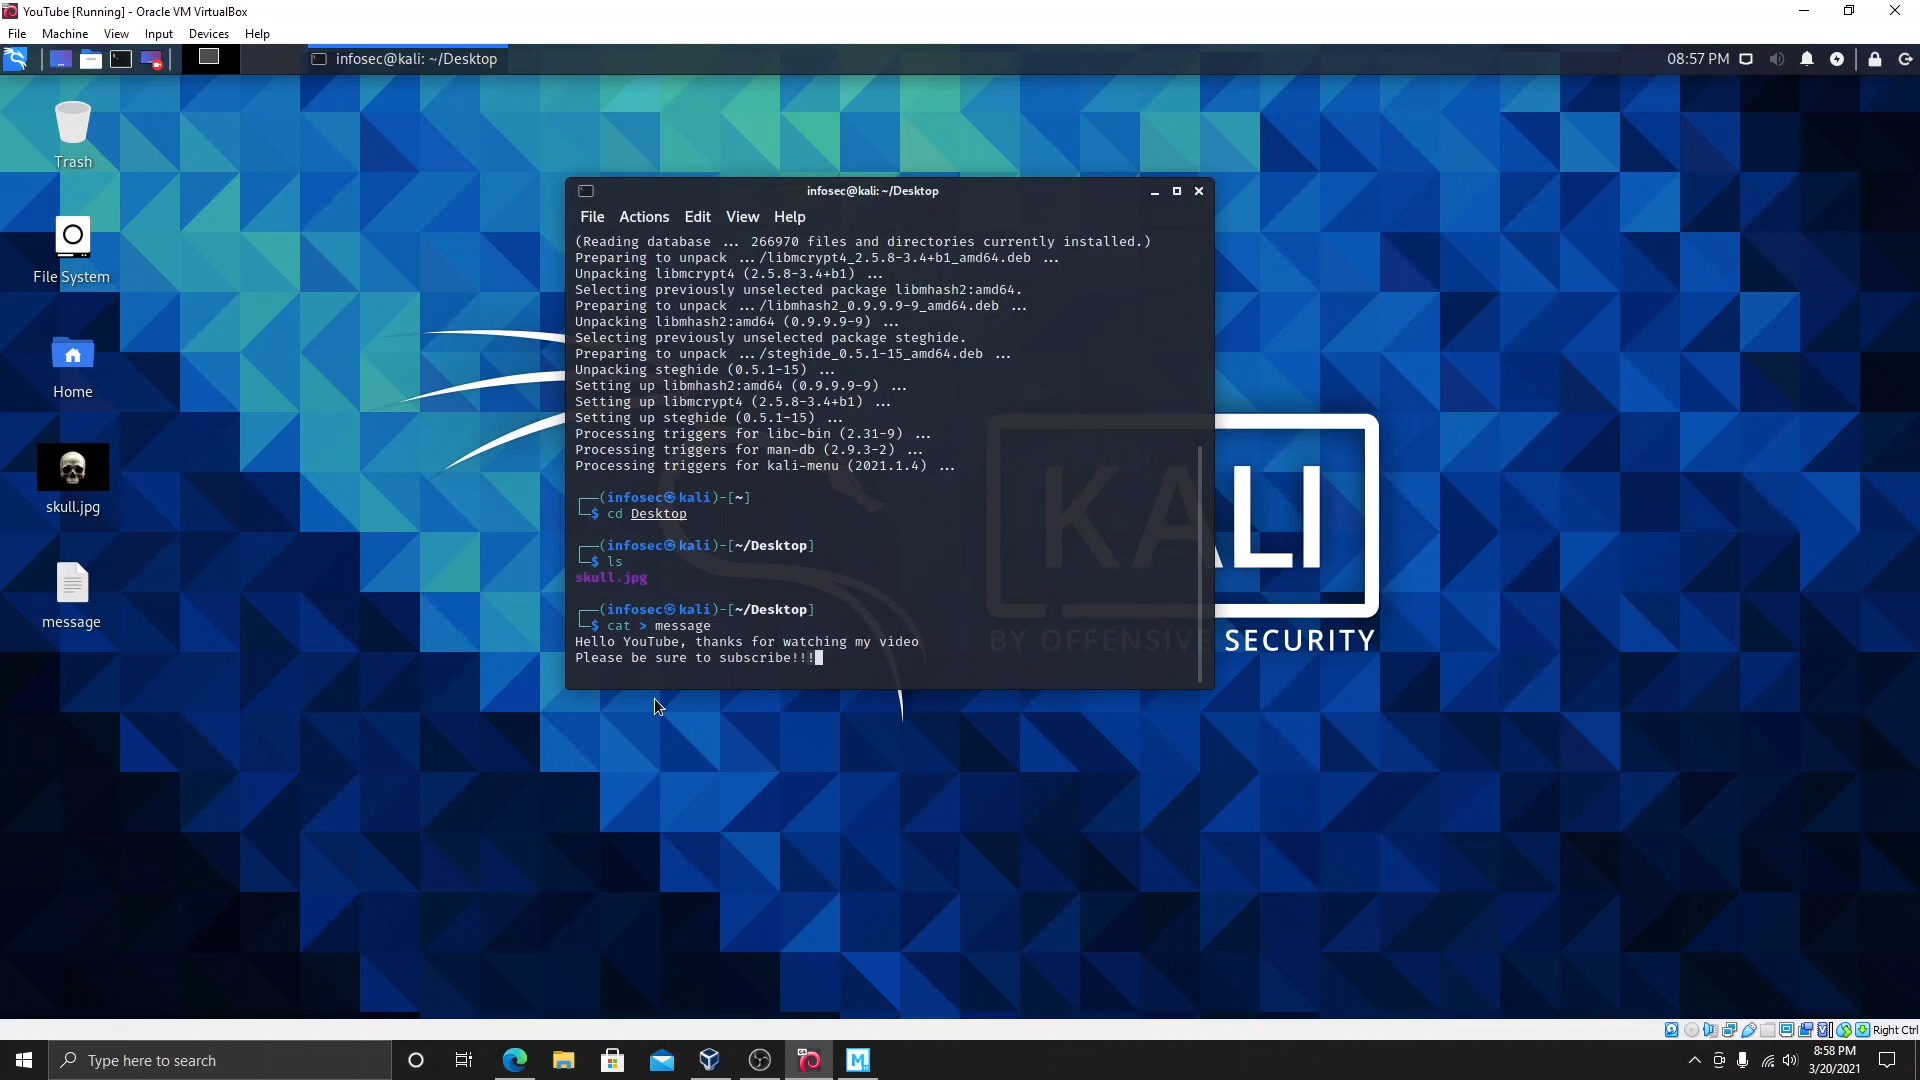 YouTube [Running] - Oracle VM VirtualBox
File Machine View Input Devices Help
infosec@kali: ~/Desktop
08:57 PM
Trash
File System
Home
skull.jpg
message
infosec@kali: ~/Desktop
File Actions Edit View Help
(Reading database ... 266970 files and directories currently installed.)
Preparing to unpack .../libmcrypt4_2.5.8-3.4+b1_amd64.deb ...
Unpacking libmcrypt4 (2.5.8-3.4+b1) ...
Selecting previously unselected package libmhash2:amd64.
Preparing to unpack .../libmhash2_0.9.9.9-9_amd64.deb ...
Unpacking libmhash2:amd64 (0.9.9.9-9) ...
Selecting previously unselected package steghide.
Preparing to unpack .../steghide_0.5.1-15_amd64.deb ...
Unpacking steghide (0.5.1-15) ...
Setting up libmhash2:amd64 (0.9.9.9-9) ...
Setting up libmcrypt4 (2.5.8-3.4+b1) ...
Setting up steghide (0.5.1-15) ...
Processing triggers for libc-bin (2.31-9) ...
Processing triggers for man-db (2.9.3-2) ...
Processing triggers for kali-menu (2021.1.4) ...
┌──(infosec㉿kali)-[~]
└─$ cd Desktop
┌──(infosec㉿kali)-[~/Desktop]
└─$ ls
skull.jpg
┌──(infosec㉿kali)-[~/Desktop]
└─$ cat > message
Hello YouTube, thanks for watching my video
Please be sure to subscribe!!!
KALI
BY OFFENSIVE SECURITY
Right Ctrl
Type here to search
8:58 PM
3/20/2021